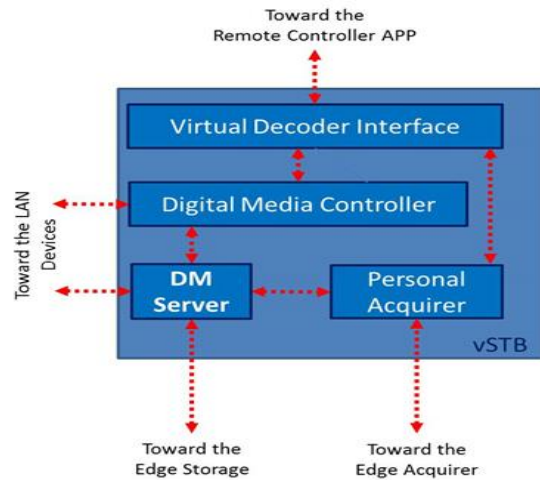 Toward the
Remote Controller APP
Virtual Decoder Interface
Digital Media Controller
Toward the LAN
Devices
DM
Server
Personal
Acquirer
vSTB
Toward the
Edge Storage
Toward the
Edge Acquirer